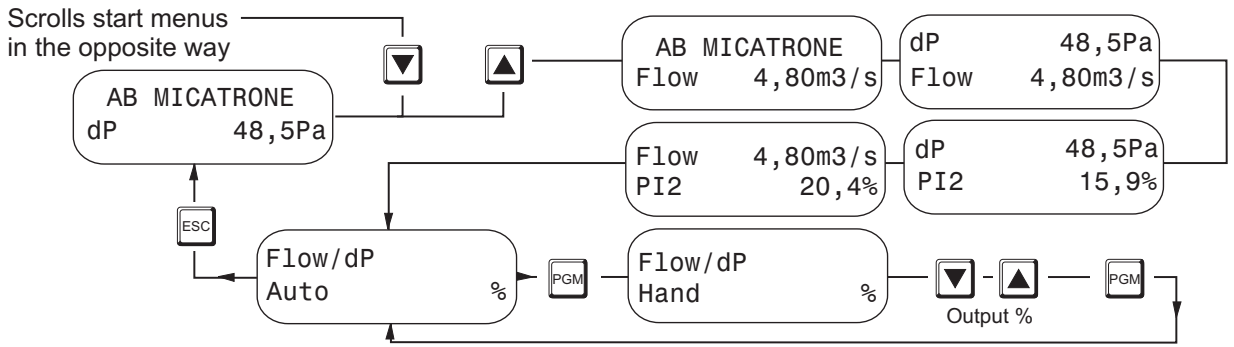 Scrolls start menus
in the opposite way
AB MICATRONE
dP 48,5Pa
AB MICATRONE
Flow 4,80m3/s
dP 48,5Pa
Flow 4,80m3/s
Flow 4,80m3/s
PI2 20,4%
dP 48,5Pa
PI2 15,9%
ESC
Flow/dP
Auto %
PGM
Flow/dP
Hand %
Output %
PGM